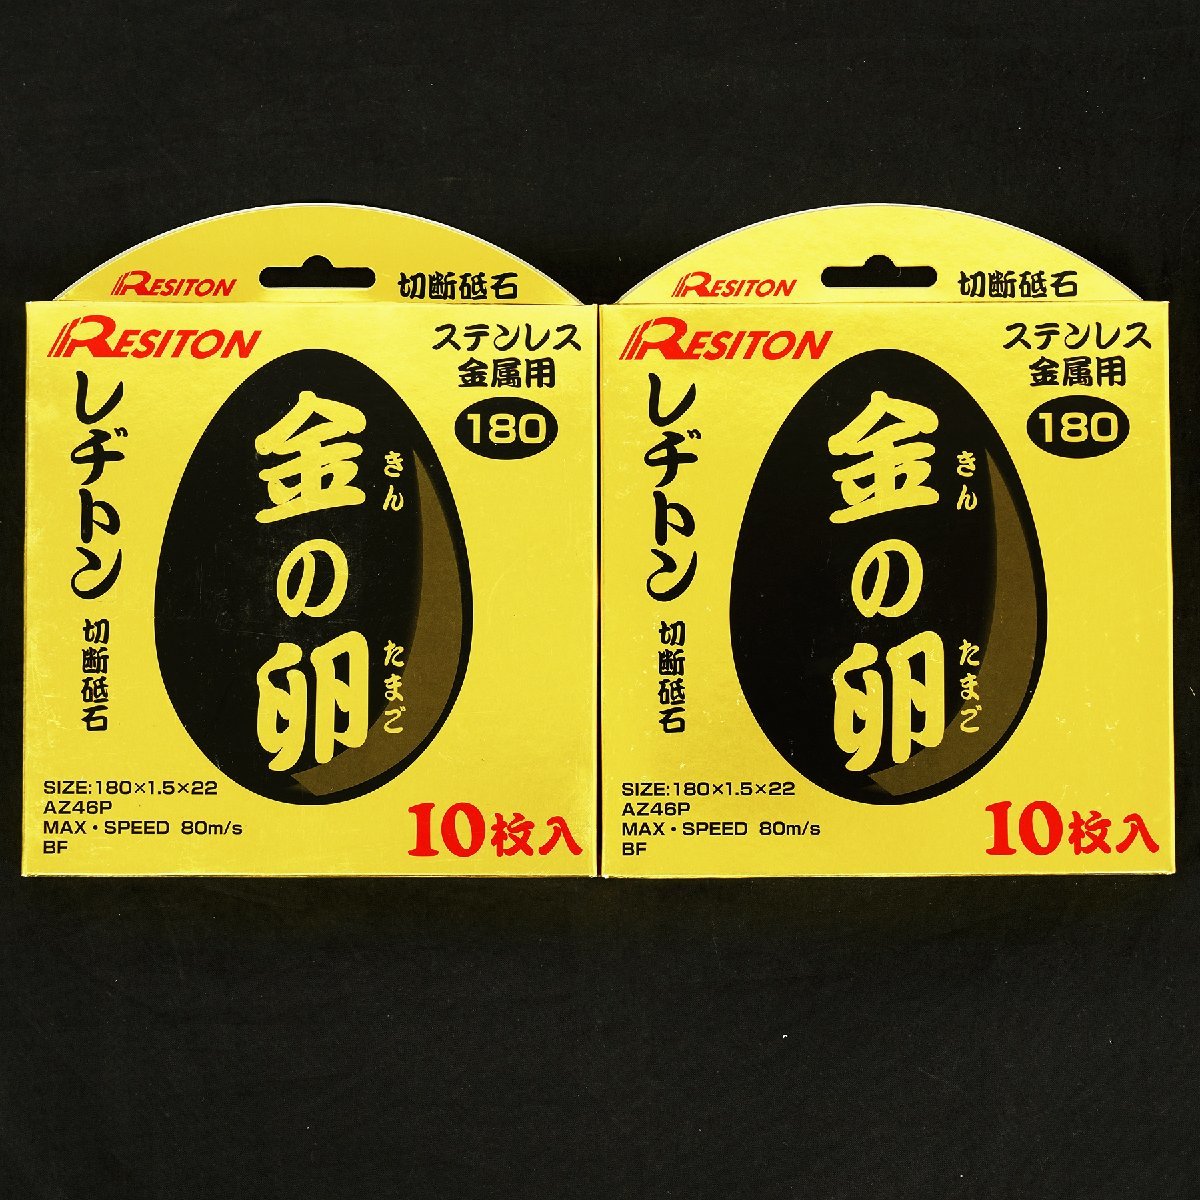 RESITON
切断砥石
RESITON
ステンレス
金属用
180
レヂトン
切断砥石
金の卵
きん
たまご
SIZE:180×1.5×22
AZ46P
MAX・SPEED 80m/s
BF
10枚入
RESITON
切断砥石
RESITON
ステンレス
金属用
180
レヂトン
切断砥石
金の卵
きん
たまご
SIZE:180×1.5×22
AZ46P
MAX・SPEED 80m/s
BF
10枚入